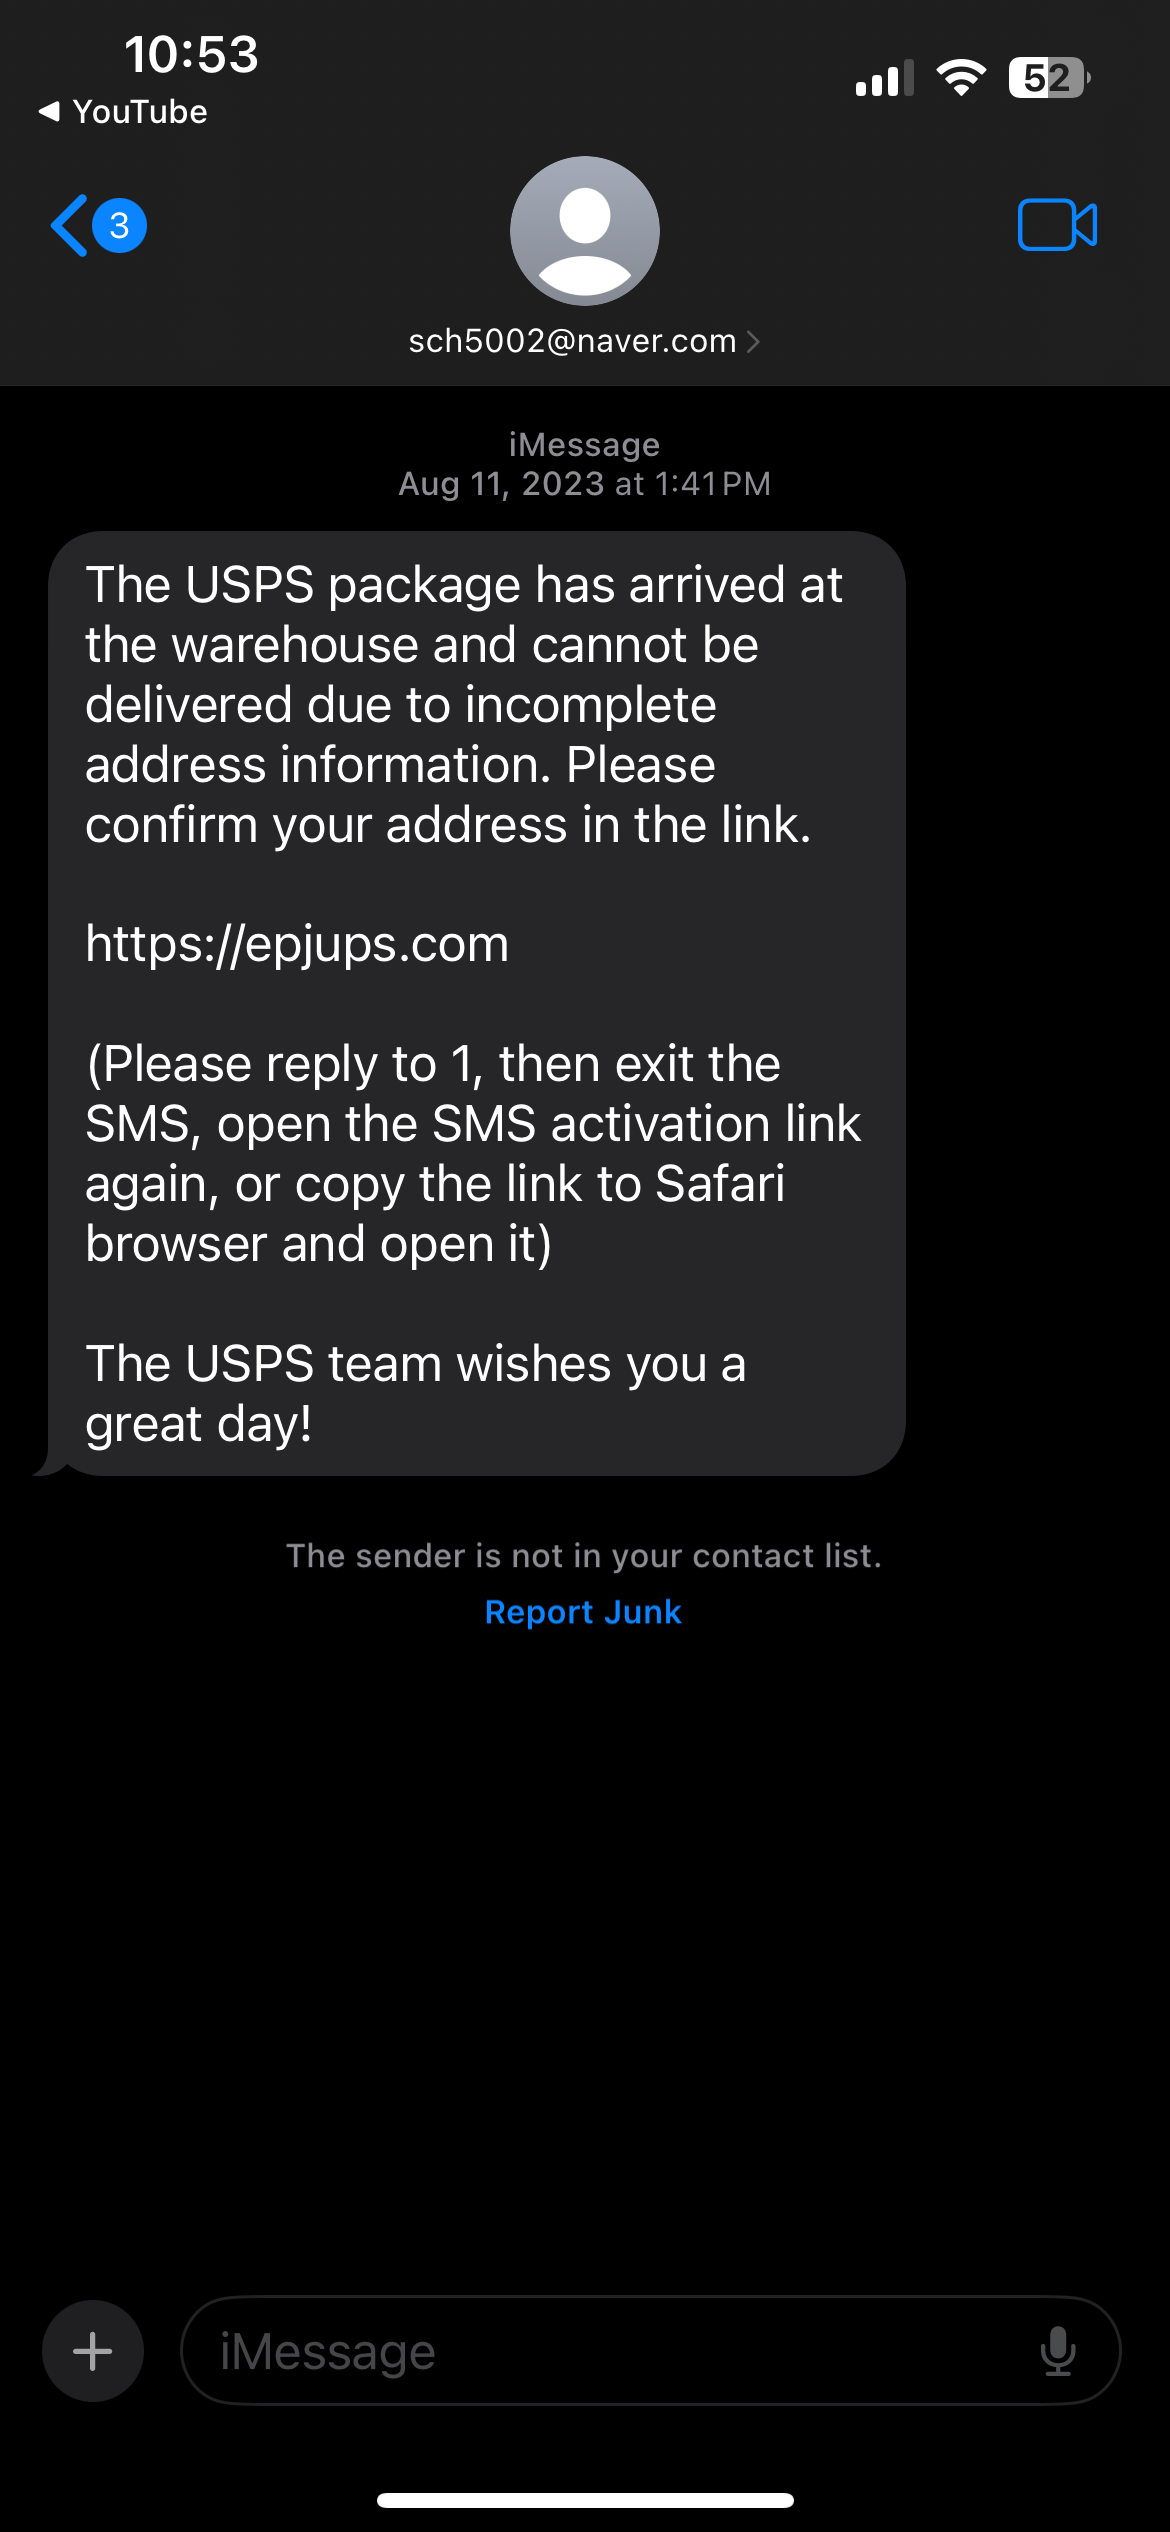 10:53
YouTube
52
3
sch5002@naver.com
iMessage
Aug 11, 2023 at 1:41 PM
The USPS package has arrived at
the warehouse and cannot be
delivered due to incomplete
address information. Please
confirm your address in the link.
https://epjups.com
(Please reply to 1, then exit the
SMS, open the SMS activation link
again, or copy the link to Safari
browser and open it)
The USPS team wishes you a
great day!
The sender is not in your contact list.
Report Junk
iMessage